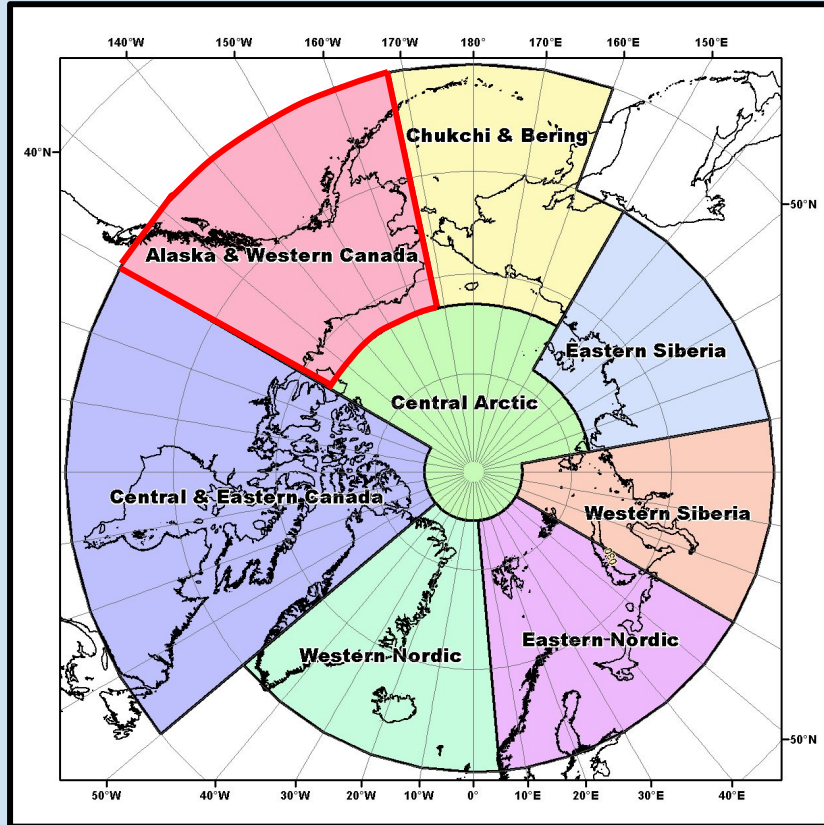 140°W 150°W 160°W 170°W 180° 170°E 160°E 150°E
Chukchi & Bering
40°N
50°N
Alaska & Western Canada
Eastern Siberia
Central Arctic
Central & Eastern Canada
Western Siberia
Eastern Nordic
Western Nordic
50°N
50°W 40°W 30°W 20°W 10°W 0° 10°E 20°E 30°E 40°E